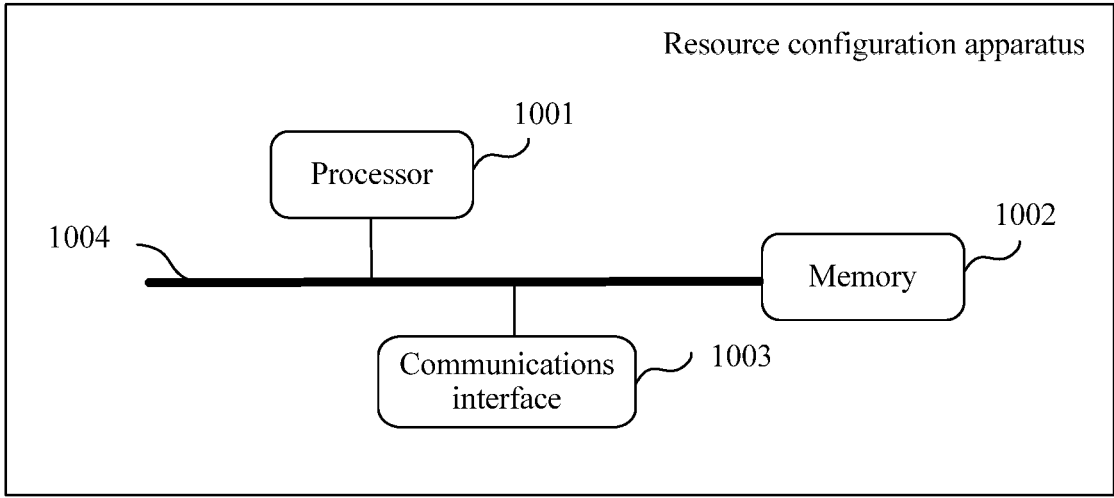 Resource configuration apparatus
1001
Processor
1002
1004
Memory
1003
Communications
interface